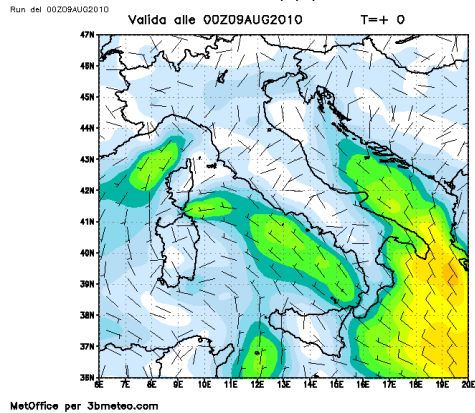 Run del 00Z09AUG2010
Valida alle 00Z09AUG2010 T=+ 0
47N
46N
45N
44N
43N
42N
41N
40N
39N
38N
37N
36N
6E 7E 8E 9E 10E 11E 12E 13E 14E 15E 16E 17E 18E 19E 20E
MetOffice per 3bmeteo.com